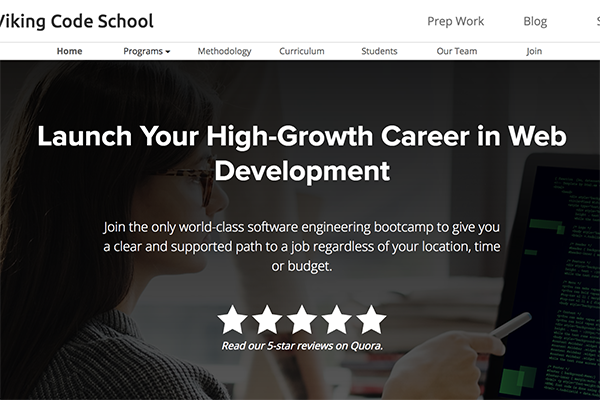 Viking Code School
Prep Work
Blog
S
Home
Programs
Methodology
Curriculum
Students
Our Team
Join
Launch Your High-Growth Career in Web
Development
Join the only world-class software engineering bootcamp to give you
a clear and supported path to a job regardless of your location, time
or budget.
Read our 5-star reviews on Quora.